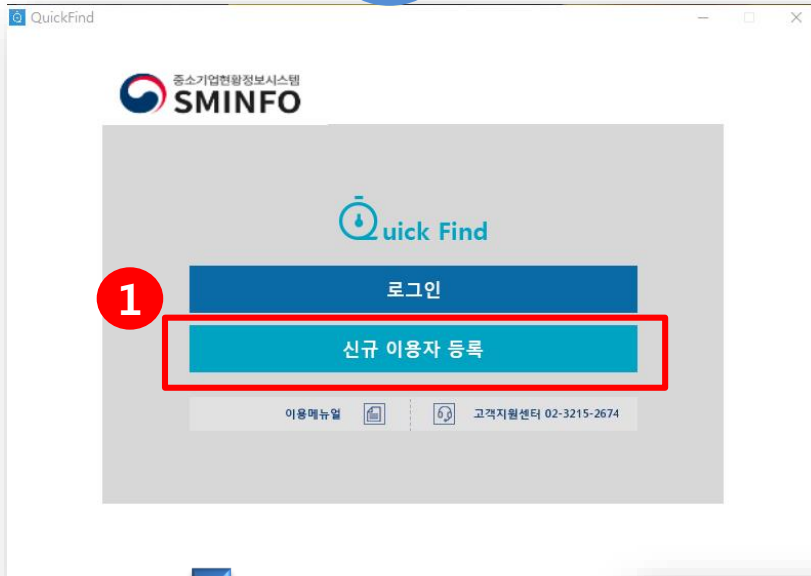 QuickFind
중소기업현황정보시스템
SMINFO
Quick Find
1
로그인
신규 이용자 등록
이용메뉴얼 고객지원센터 02-3215-2674